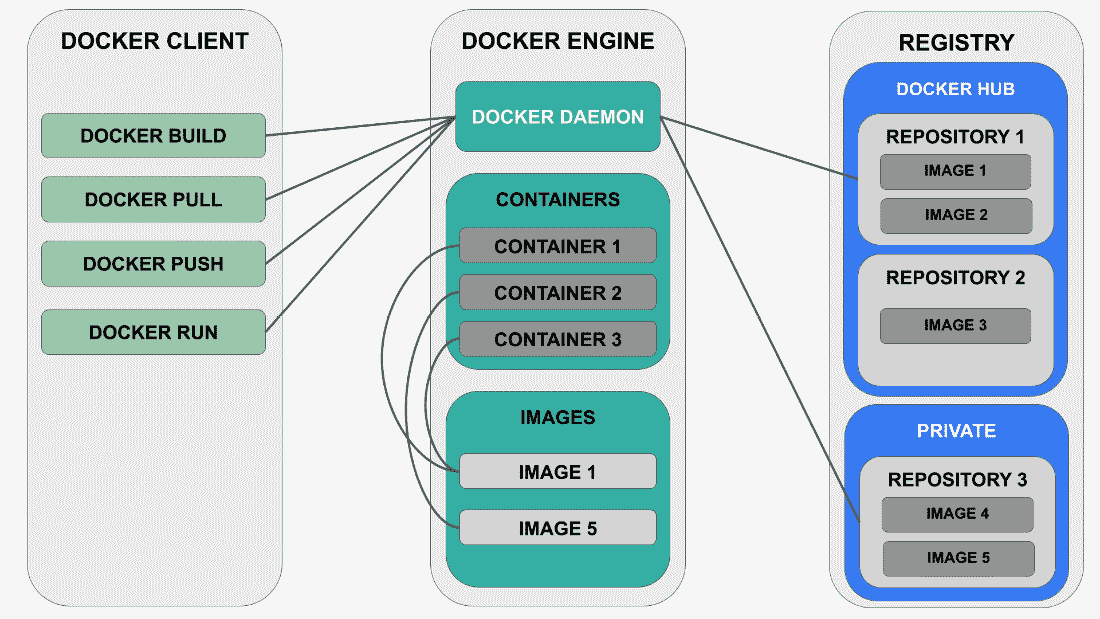 DOCKER CLIENT
DOCKER BUILD
DOCKER PULL
DOCKER PUSH
DOCKER RUN
DOCKER ENGINE
DOCKER DAEMON
CONTAINERS
CONTAINER 1
CONTAINER 2
CONTAINER 3
IMAGES
IMAGE 1
IMAGE 5
REGISTRY
DOCKER HUB
REPOSITORY 1
IMAGE 1
IMAGE 2
REPOSITORY 2
IMAGE 3
PRIVATE
REPOSITORY 3
IMAGE 4
IMAGE 5